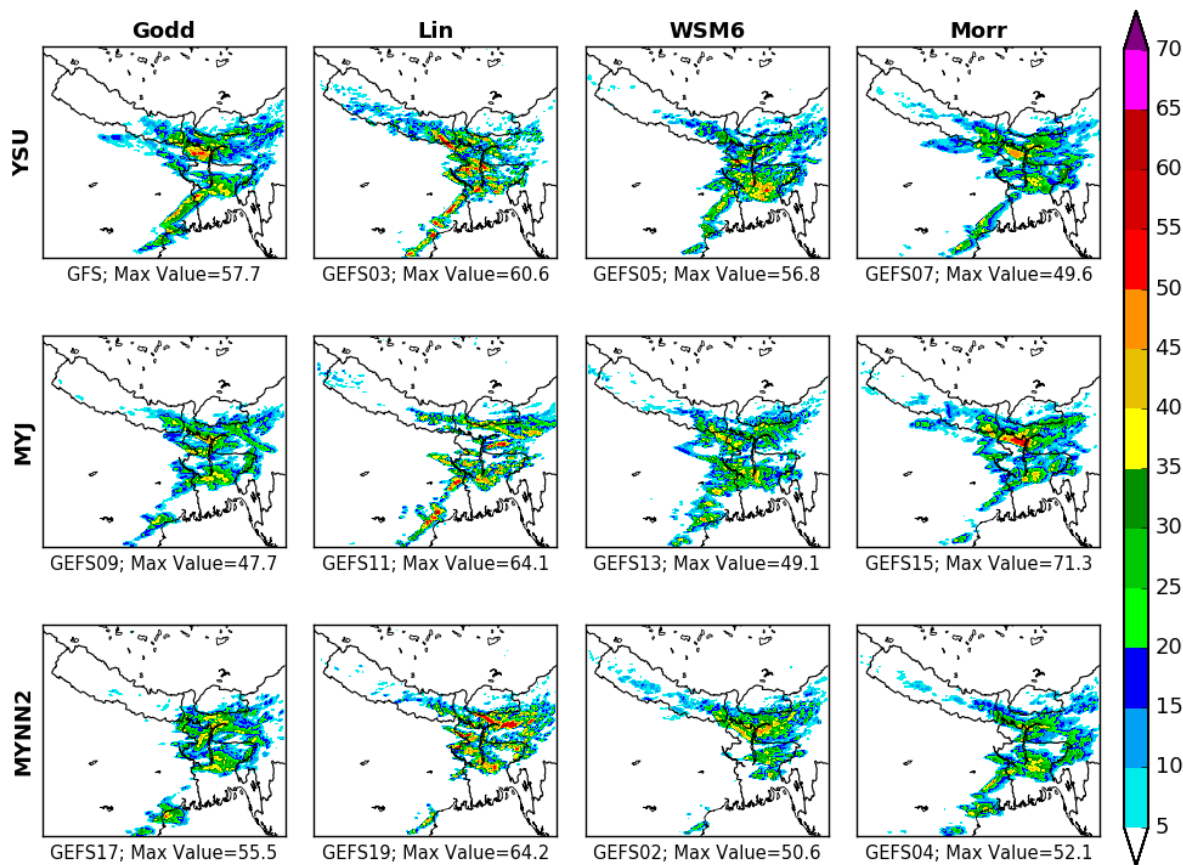 Godd Lin WSM6 Morr
YSU
GFS; Max Value=57.7 GEFS03; Max Value=60.6 GEFS05; Max Value=56.8 GEFS07; Max Value=49.6
MYJ
GEFS09; Max Value=47.7 GEFS11; Max Value=64.1 GEFS13; Max Value=49.1 GEFS15; Max Value=71.3
MYNN2
GEFS17; Max Value=55.5 GEFS19; Max Value=64.2 GEFS02; Max Value=50.6 GEFS04; Max Value=52.1
70
65
60
55
50
45
40
35
30
25
20
15
10
5